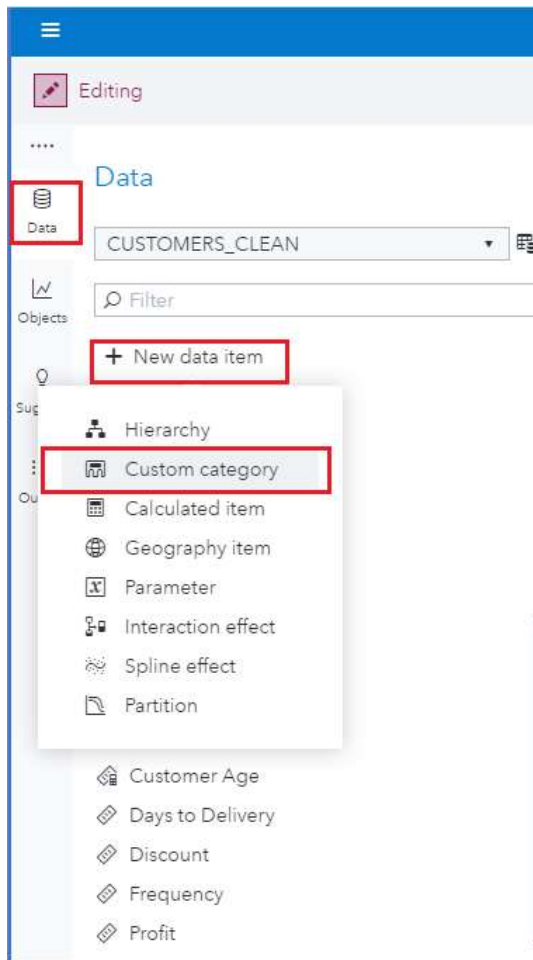 Editing
Data
Data
CUSTOMERS_CLEAN
Filter
Objects
+ New data item
Hierarchy
Custom category
Calculated item
Geography item
Parameter
Interaction effect
Spline effect
Partition
Customer Age
Days to Delivery
Discount
Frequency
Profit